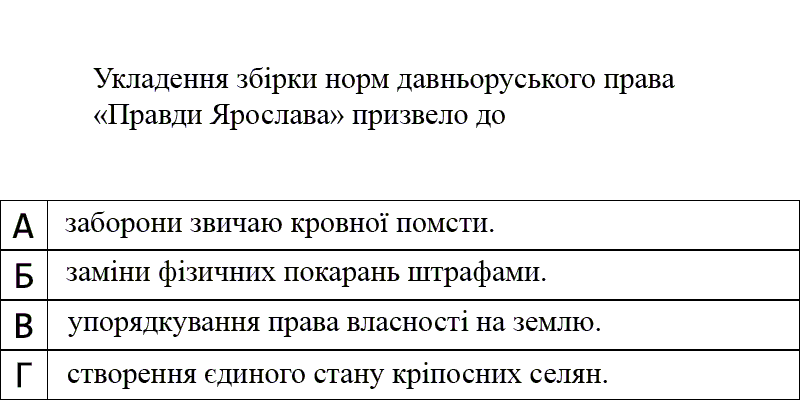 Укладення збірки норм давньоруського права
«Правди Ярослава» призвело до
А заборони звичаю кровної помсти.
Б заміни фізичних покарань штрафами.
В упорядкування права власності на землю.
Г створення єдиного стану кріпосних селян.